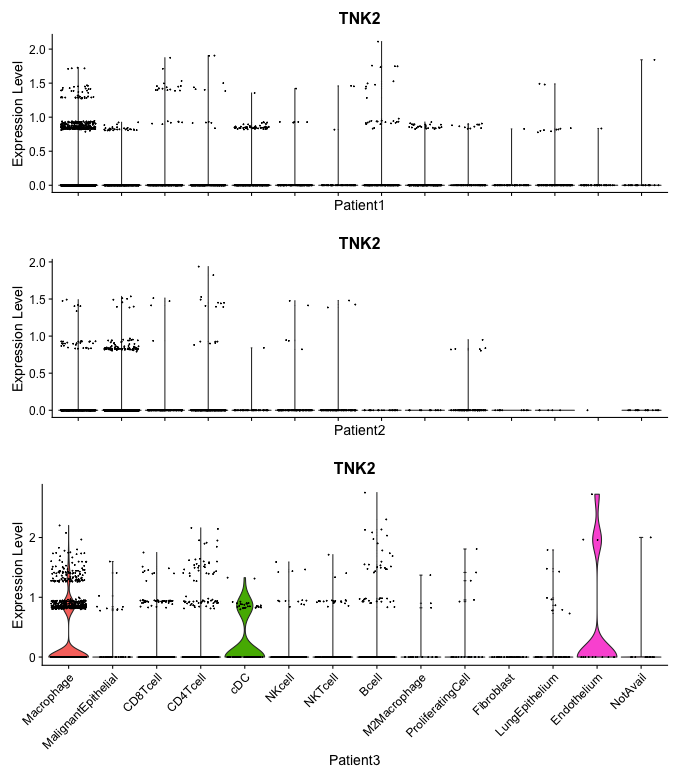 TNK2
Expression Level
2.0
1.5
1.0
0.5
0.0
Patient1
TNK2
Expression Level
2.0
1.5
1.0
0.5
0.0
Patient2
TNK2
Expression Level
2
1
0
Macrophage
MalignantEpithelial
CD8Tcell
CD4Tcell
cDC
NKcell
NKTcell
Bcell
M2Macrophage
ProliferatingCell
Fibroblast
LungEpithelium
Endothelium
NotAvail
Patient3